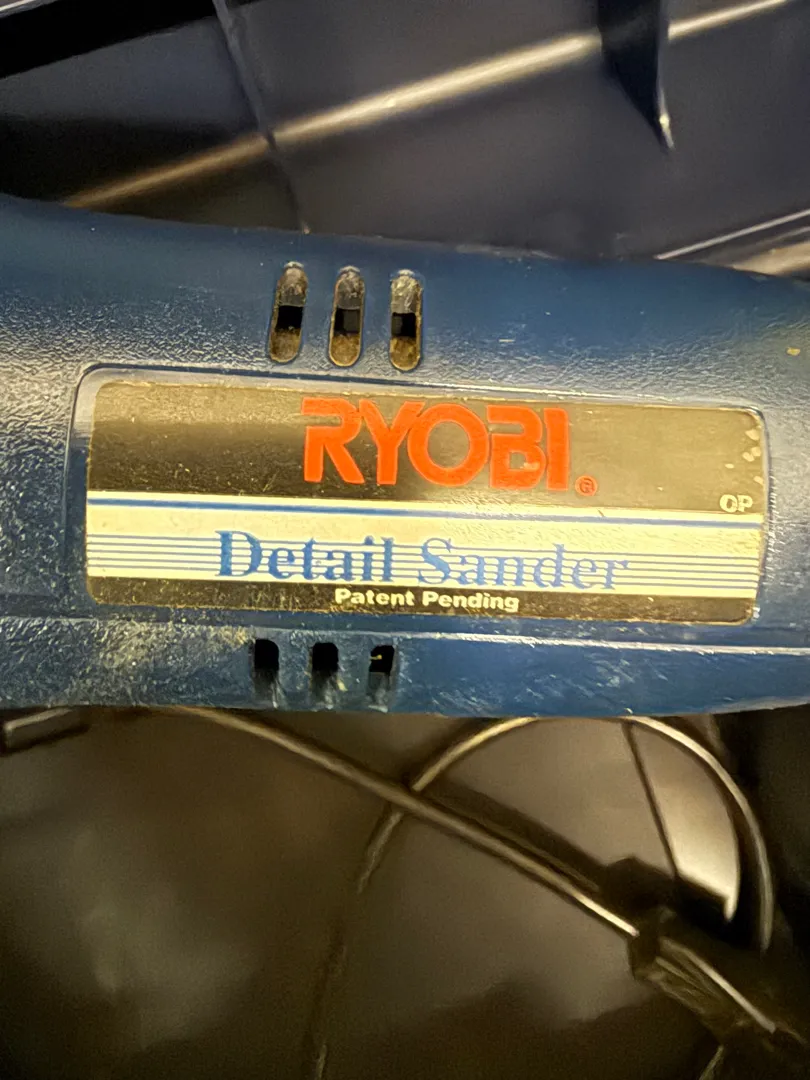 RYOBI®
OP
Detail Sander
Patent Pending